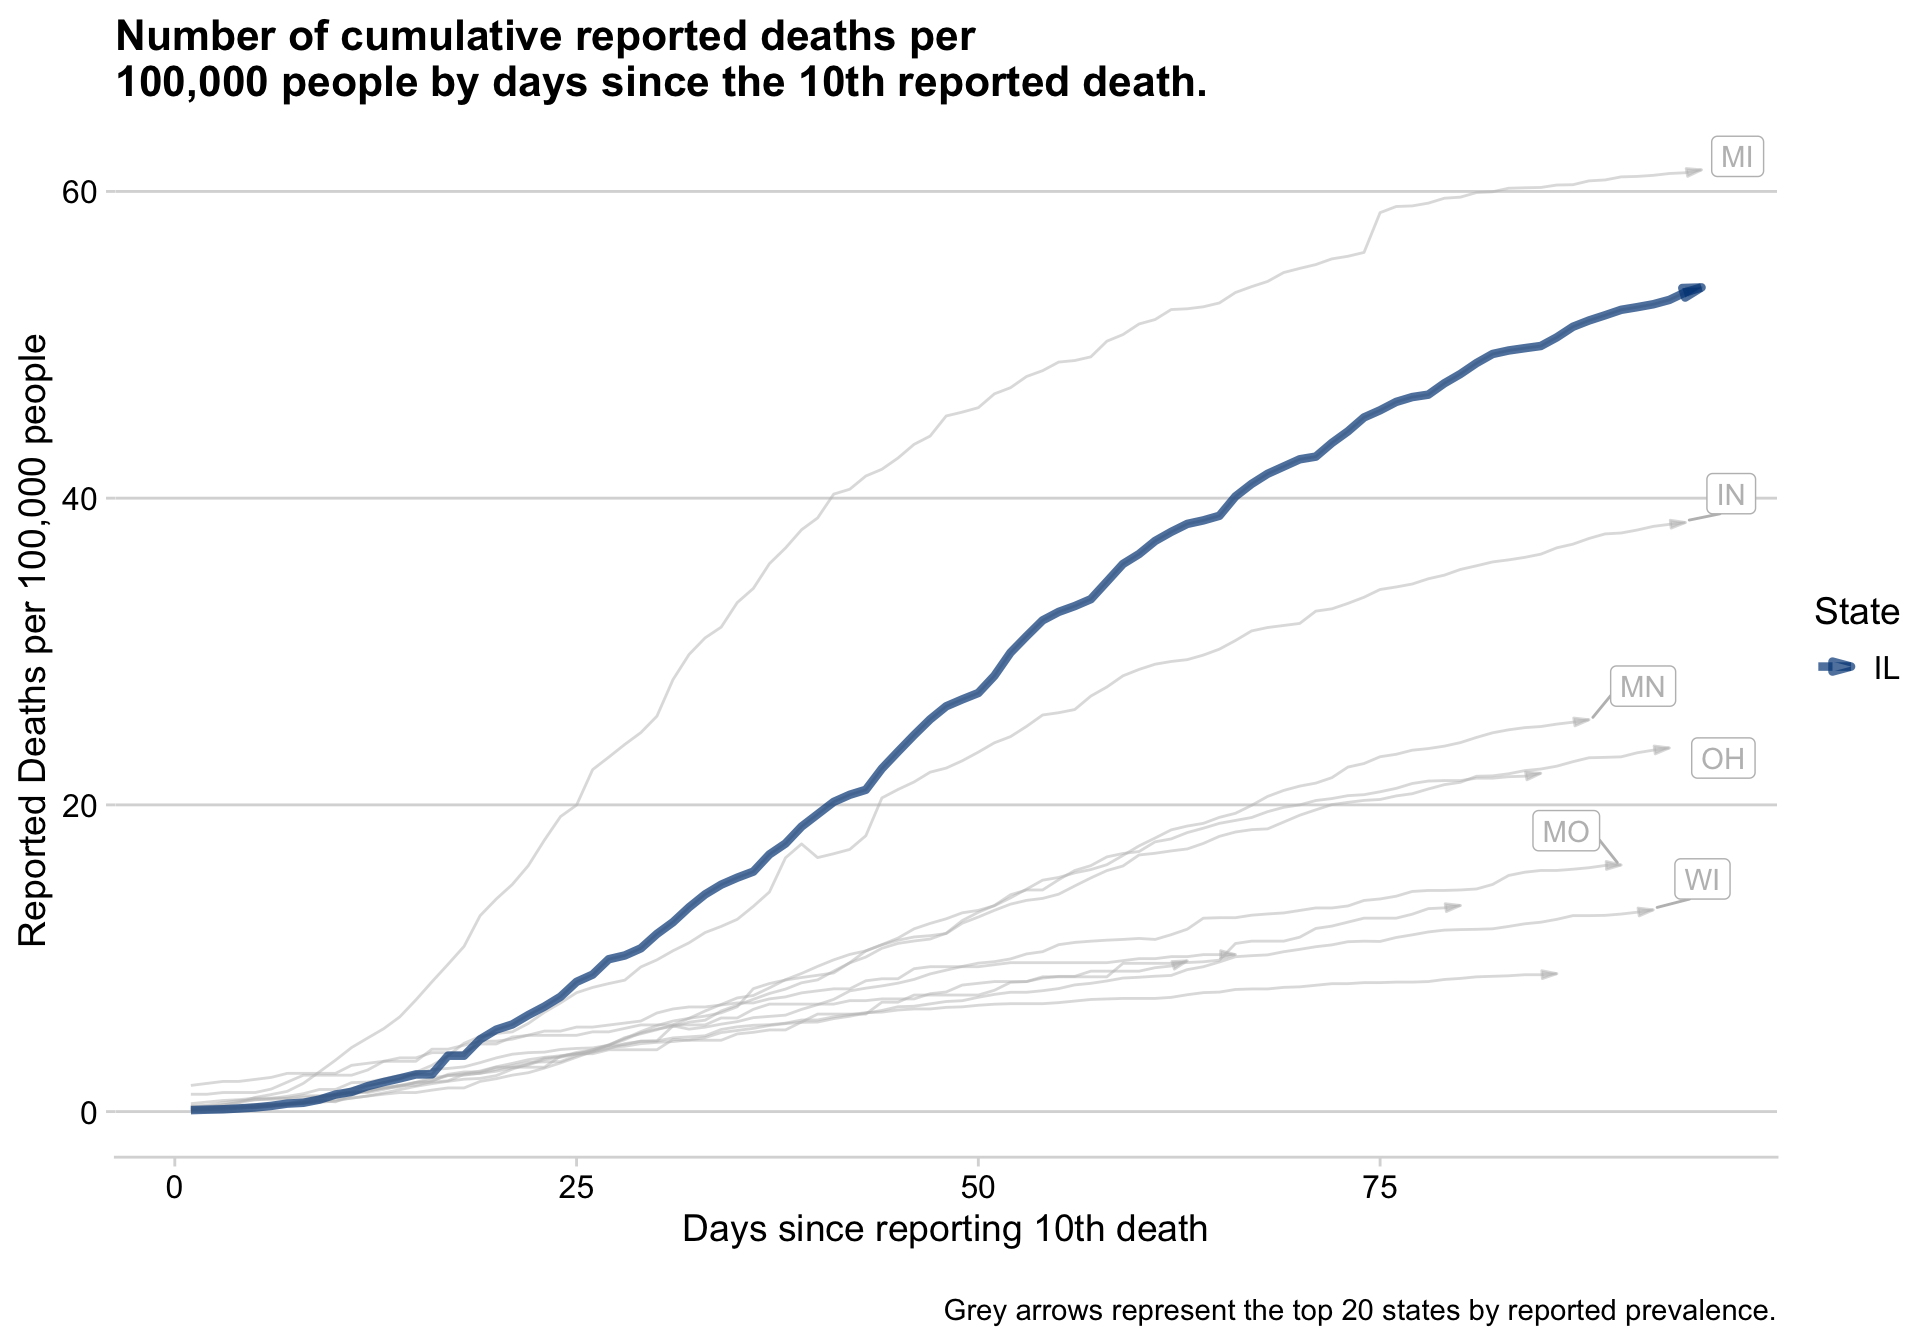 Number of cumulative reported deaths per
100,000 people by days since the 10th reported death.
MI
60
IN
40
MN
OH
20
MO
WI
0
Reported Deaths per 100,000 people
State
IL
0 25 50 75
Days since reporting 10th death
Grey arrows represent the top 20 states by reported prevalence.